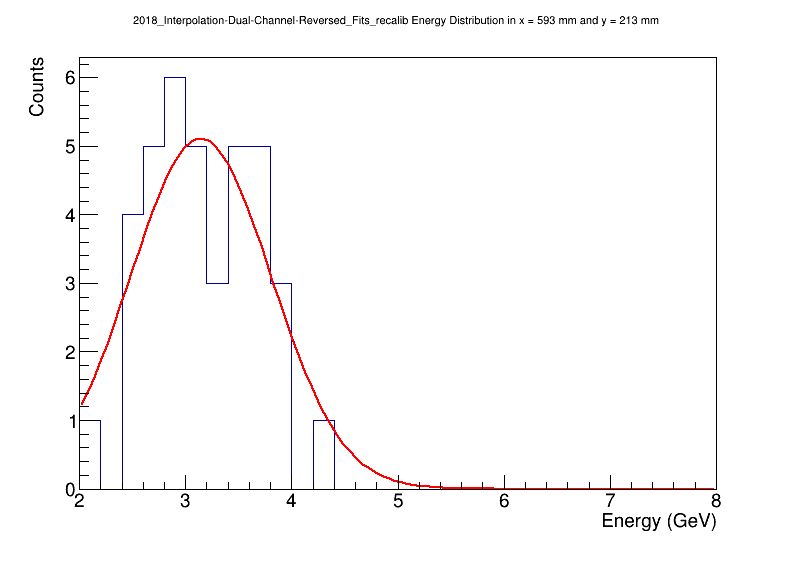 2018_Interpolation-Dual-Channel-Reversed_Fits_recalib Energy Distribution in x = 593 mm and y = 213 mm
Counts
6
5
4
3
2
1
0
2 3 4 5 6 7 8
Energy (GeV)